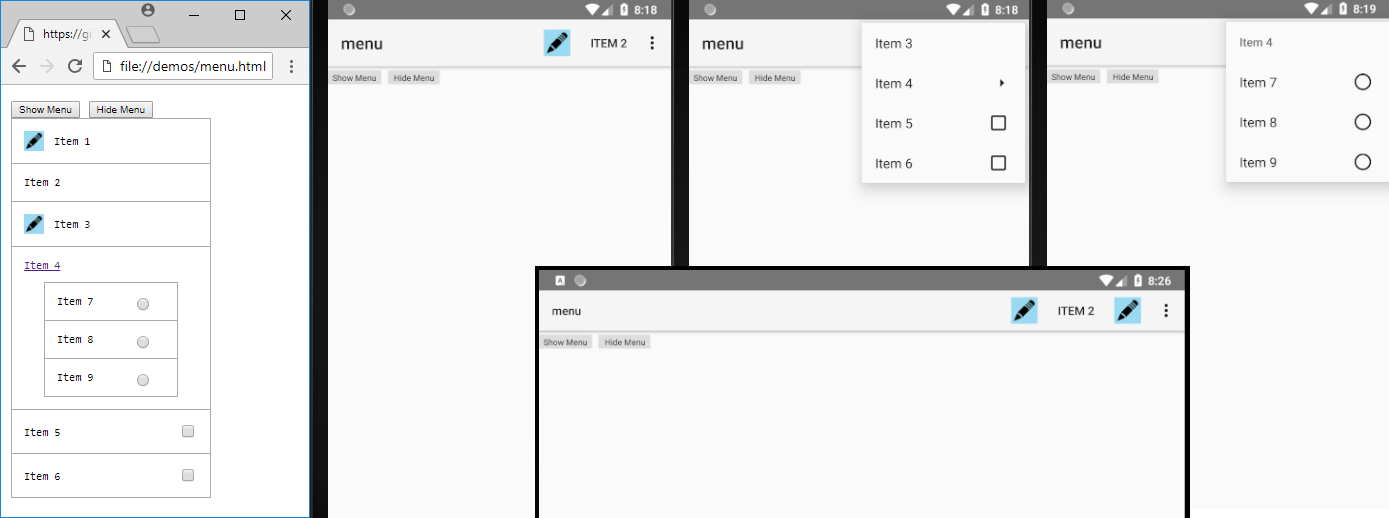 https://gi
file://demos/menu.html
Show Menu Hide Menu
Item 1
Item 2
Item 3
Item 4
Item 7
Item 8
Item 9
Item 5
Item 6
8:18
menu ITEM 2
Show Menu Hide Menu
8:18
menu
Show Menu Hide Menu
Item 3
Item 4
Item 5
Item 6
8:19
menu
Show Menu Hide Menu
Item 4
Item 7
Item 8
Item 9
A 8:26
menu ITEM 2
Show Menu Hide Menu